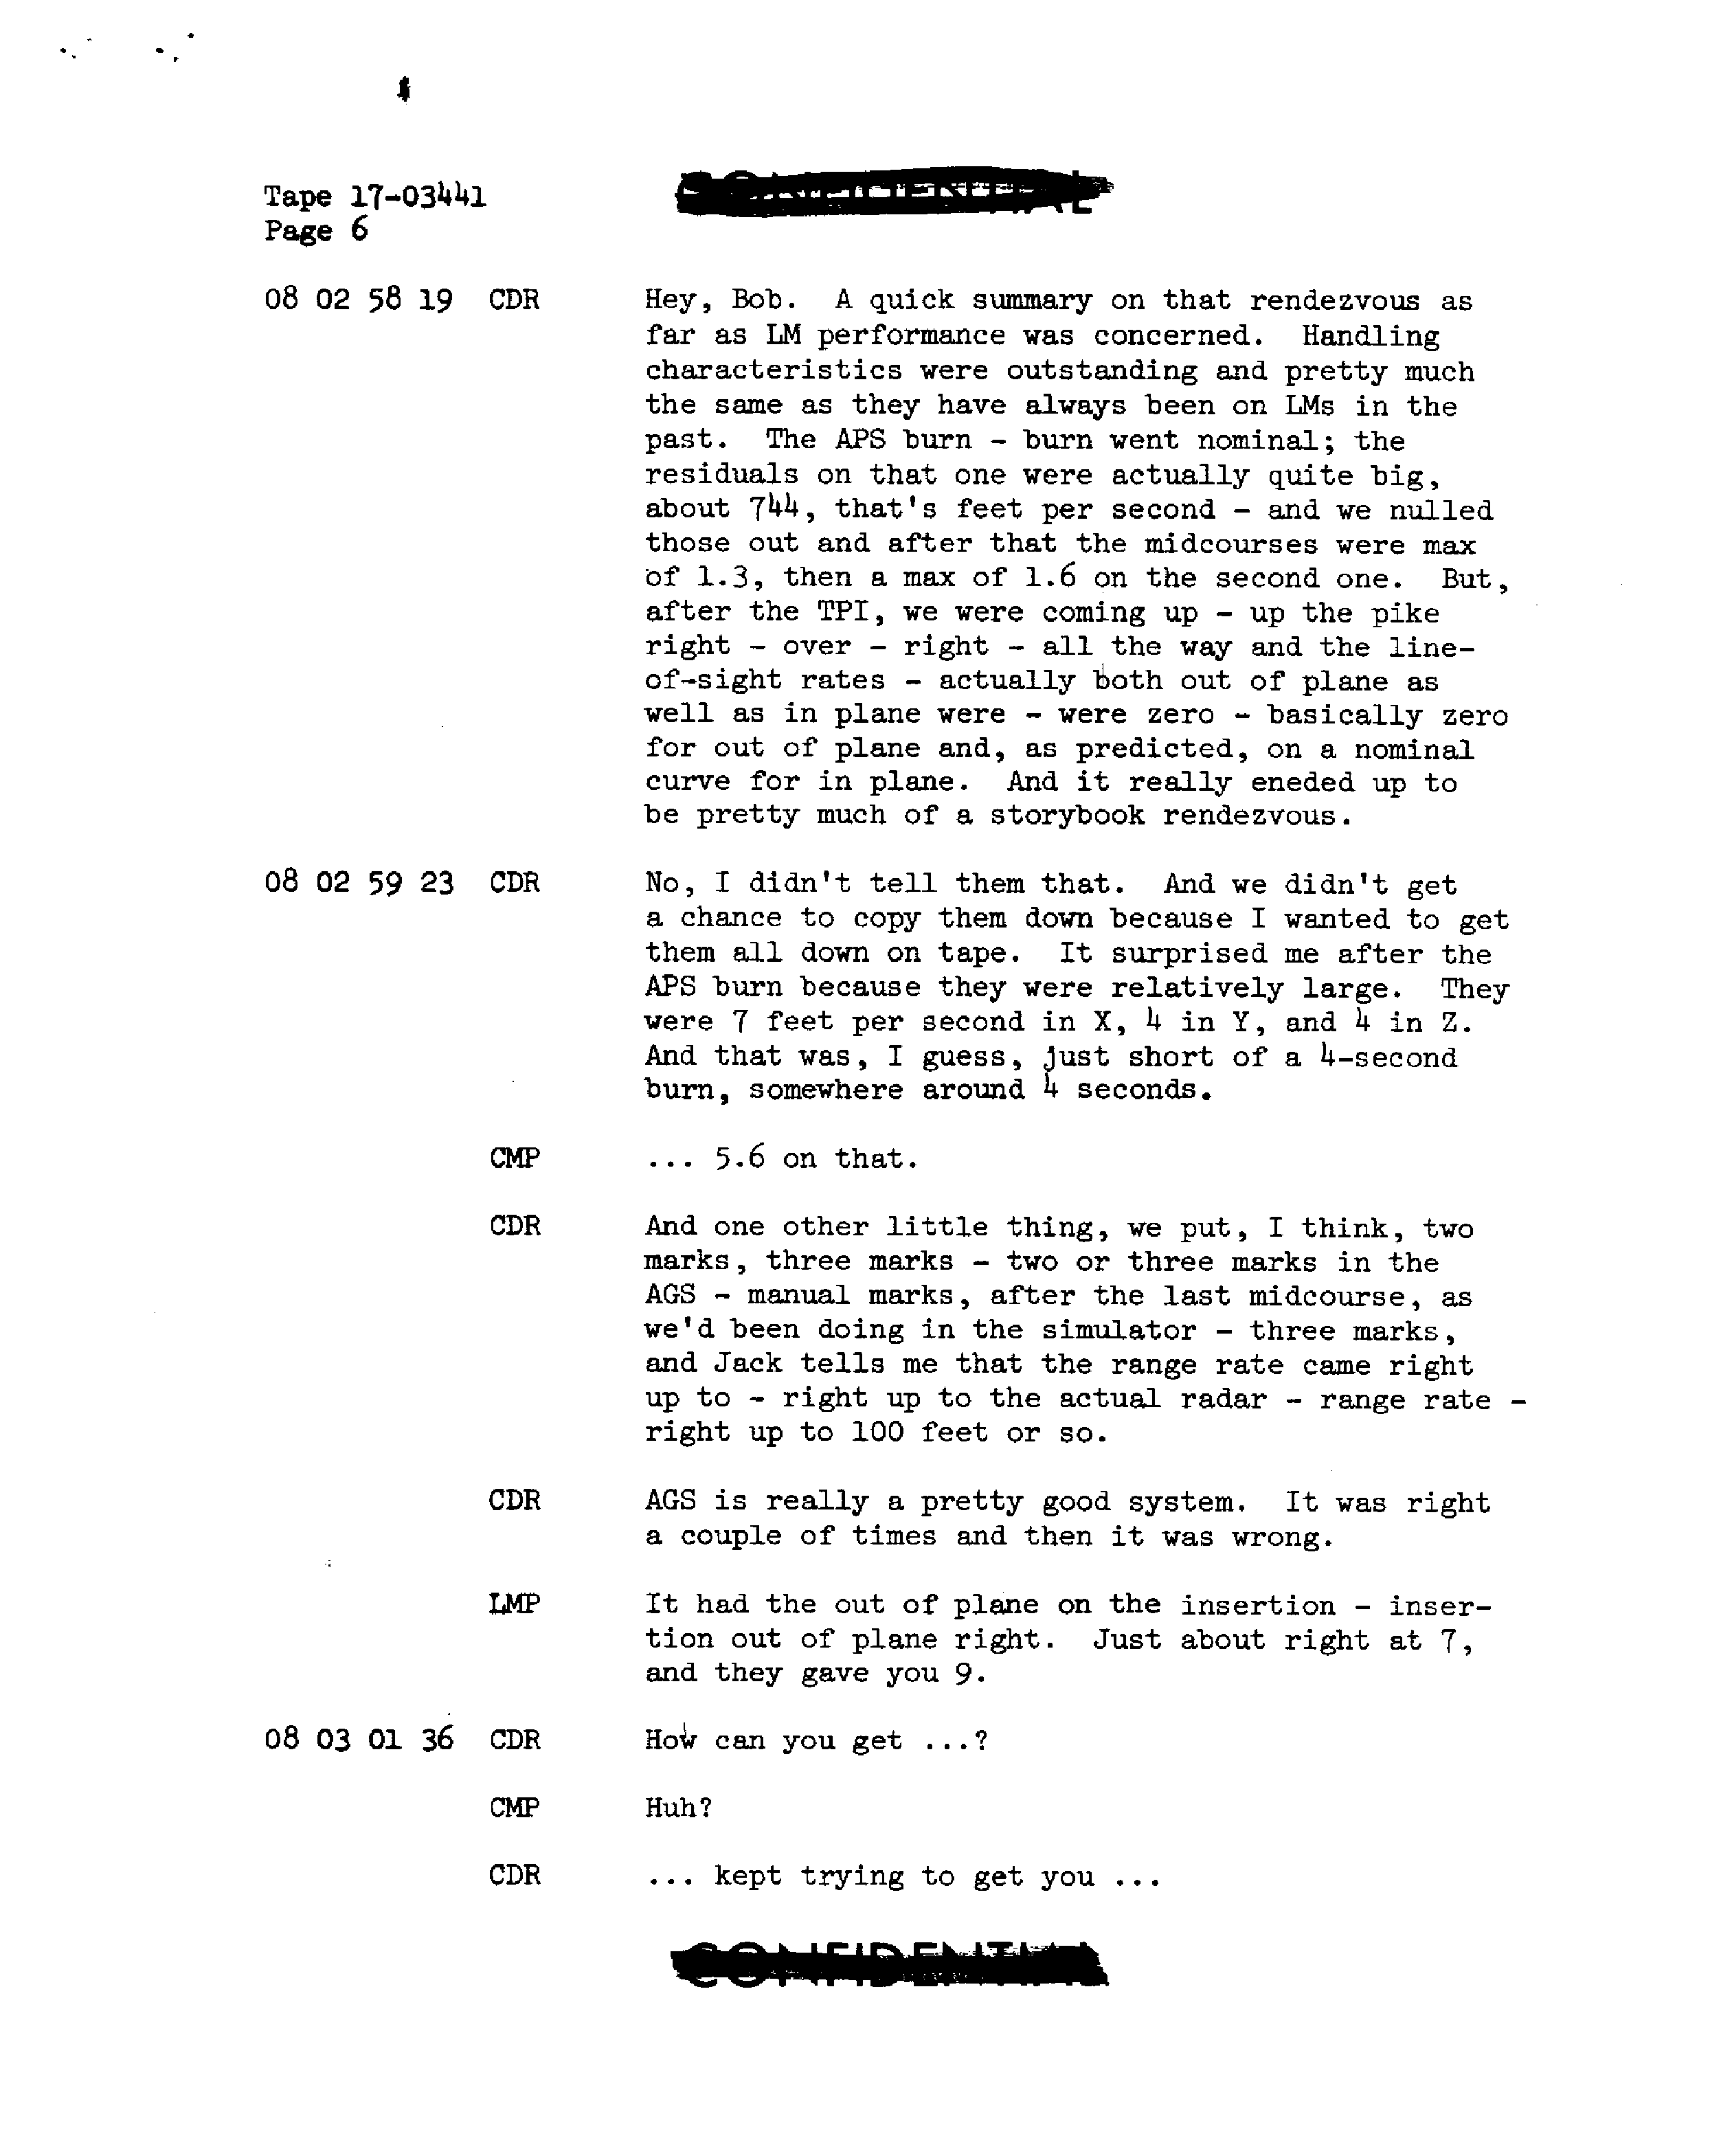 CONFIDENTIAL
Tape 17-03441
Page 6
08 02 58 19 CDR Hey, Bob. A quick summary on that rendezvous as
far as LM performance was concerned. Handling
characteristics were outstanding and pretty much
the same as they have always been on LMs in the
past. The APS burn - burn went nominal; the
residuals on that one were actually quite big,
about 744, that's feet per second - and we nulled
those out and after that the midcourses were max
of 1.3, then a max of 1.6 on the second one. But,
after the TPI, we were coming up - up the pike
right - over - right - all the way and the line-
of-sight rates - actually both out of plane as
well as in plane were - were zero - basically zero
for out of plane and, as predicted, on a nominal
curve for in plane. And it really eneded up to
be pretty much of a storybook rendezvous.
08 02 59 23 CDR No, I didn't tell them that. And we didn't get
a chance to copy them down because I wanted to get
them all down on tape. It surprised me after the
APS burn because they were relatively large. They
were 7 feet per second in X, 4 in Y, and 4 in Z.
And that was, I guess, just short of a 4-second
burn, somewhere around 4 seconds.
CMP ... 5.6 on that.
CDR And one other little thing, we put, I think, two
marks, three marks - two or three marks in the
AGS - manual marks, after the last midcourse, as
we'd been doing in the simulator - three marks,
and Jack tells me that the range rate came right
up to - right up to the actual radar - range rate -
right up to 100 feet or so.
CDR AGS is really a pretty good system. It was right
a couple of times and then it was wrong.
LMP It had the out of plane on the insertion - inser-
tion out of plane right. Just about right at 7,
and they gave you 9.
08 03 01 36 CDR How can you get ...?
CMP Huh?
CDR ... kept trying to get you ...
CONFIDENTIAL